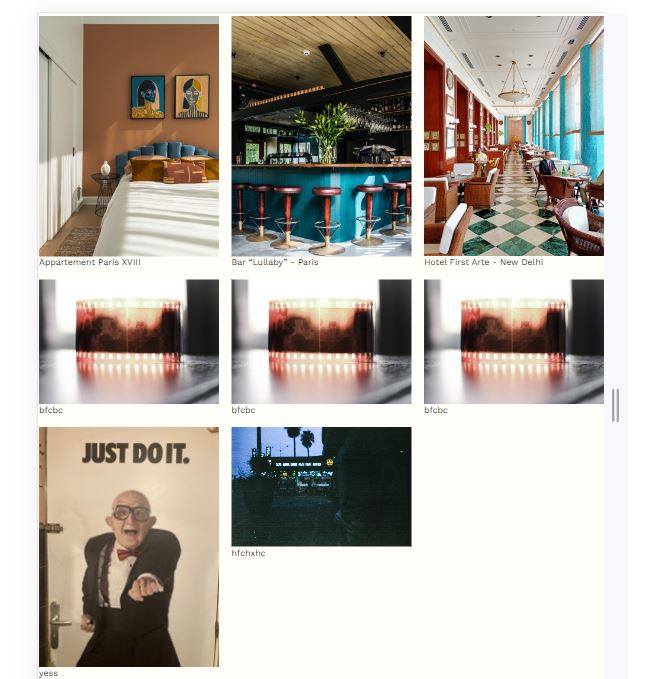 Appartement Paris XVIII
Bar “Lullaby” - Paris
Hotel First Arte - New Delhi
bfcbc
bfcbc
bfcbc
JUST DO IT.
hfchxhc
yess